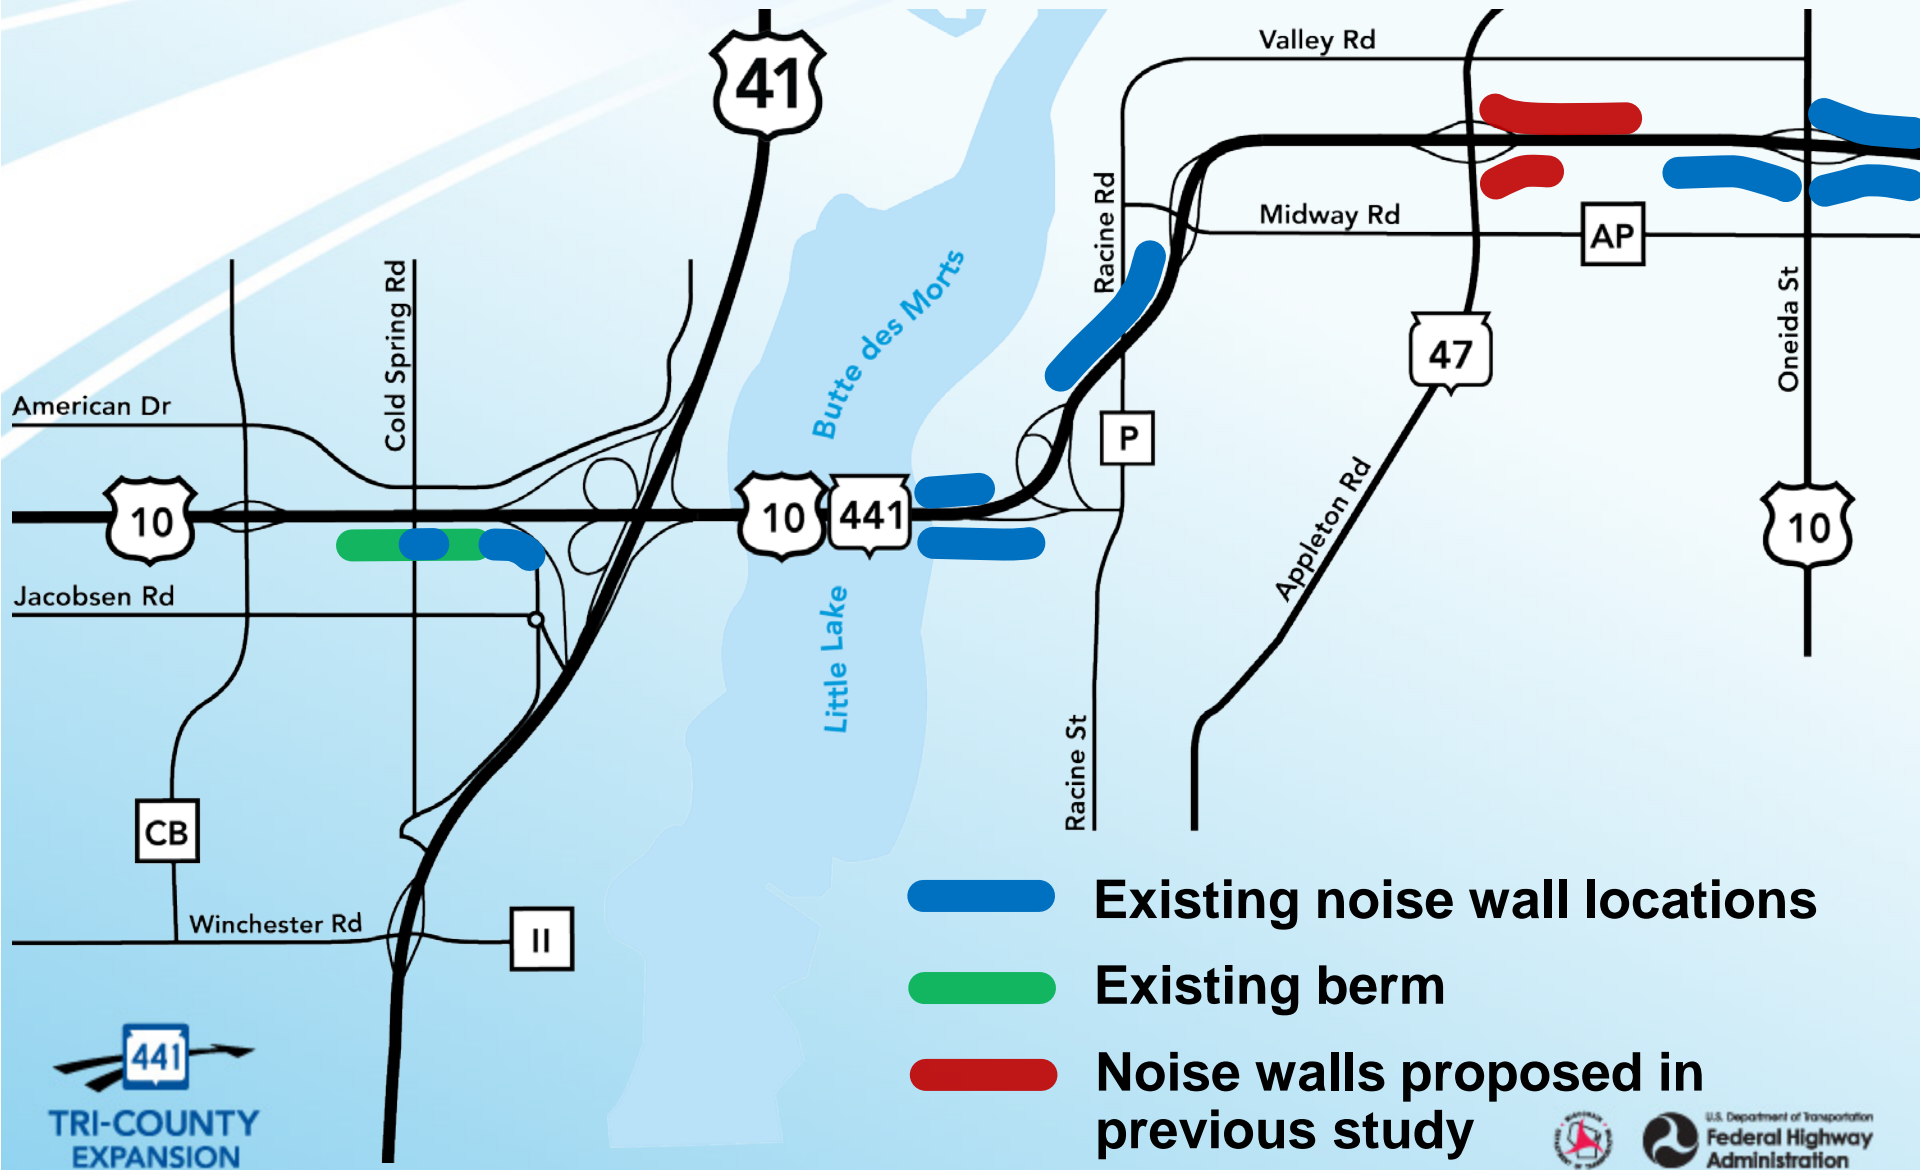 41
Valley Rd
Racine Rd
Midway Rd
AP
Cold Spring Rd
Butte des Morts
Oneida St
47
American Dr
P
10
10
441
Appleton Rd
10
Jacobsen Rd
Little Lake
Racine St
CB
Winchester Rd
II
Existing noise wall locations
Existing berm
Noise walls proposed in
previous study
441
TRI-COUNTY
EXPANSION
U.S. Department of Transportation
Federal Highway
Administration